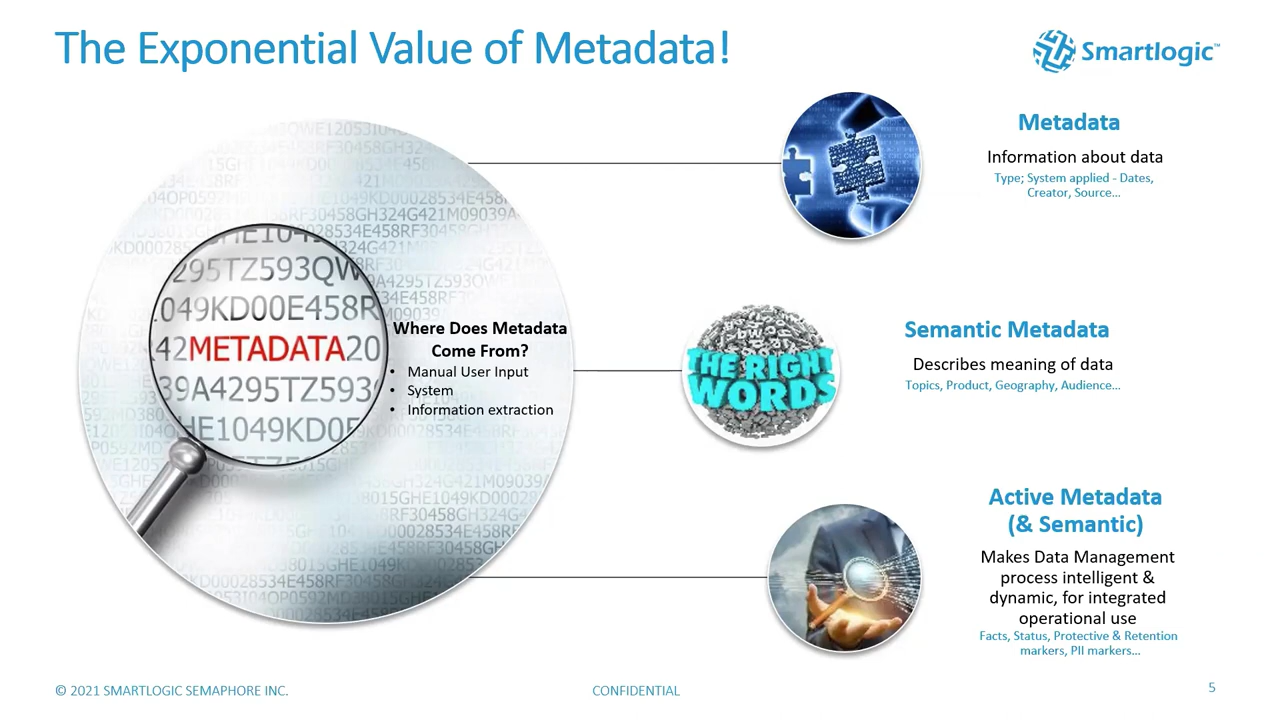 The Exponential Value of Metadata!
Smartlogic™
METADATA
295TZ593QW
.049KD00E458R
42METADATA20
39A4295TZ593
HE1049KD05
Where Does Metadata
Come From?
• Manual User Input
• System
• Information extraction
Metadata
Information about data
Type; System applied - Dates,
Creator, Source...
THE RIGHT
WORDS
Semantic Metadata
Describes meaning of data
Topics, Product, Geography, Audience...
Active Metadata
(& Semantic)
Makes Data Management
process intelligent &
dynamic, for integrated
operational use
Facts, Status, Protective & Retention
markers, PII markers...
© 2021 SMARTLOGIC SEMAPHORE INC.
CONFIDENTIAL
5